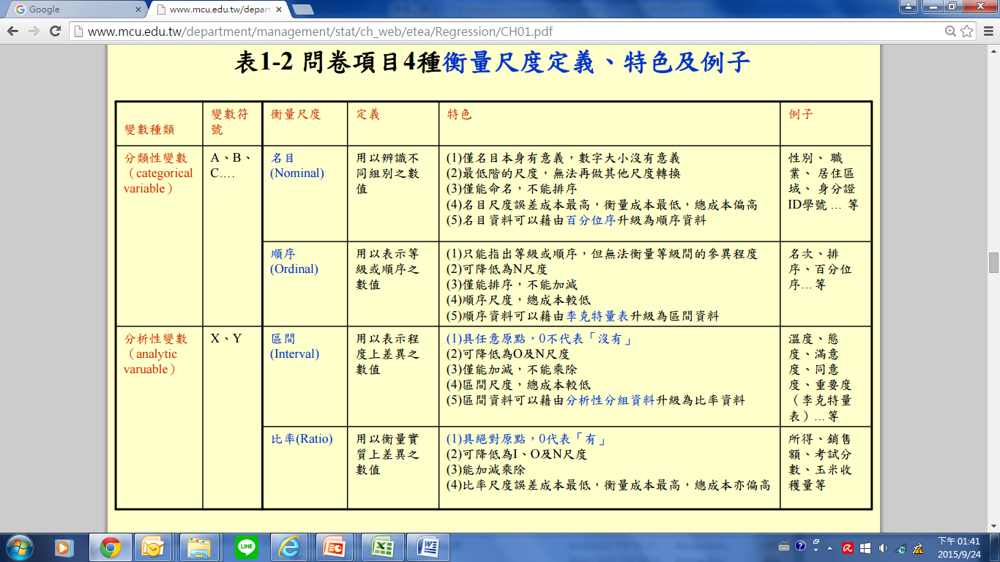 Google
www.mcu.edu.tw/depart
www.mcu.edu.tw/department/management/stat/ch_web/etea/Regression/CH01.pdf
表1-2 問卷項目4種衡量尺度定義、特色及例子
變數種類
變數符
號
衡量尺度
定義
特色
例子
分類性變數
（categorical
variable）
A、B、
C….
名目
(Nominal)
用以辨識不
同組別之數
值
(1)僅名目本身有意義，數字大小沒有意義
(2)最低階的尺度，無法再做其他尺度轉換
(3)僅能命名，不能排序
(4)名目尺度誤差成本最高，衡量成本最低，總成本偏高
(5)名目資料可以藉由百分位序升級為順序資料
性別、 職
業、 居住區
域、 身分證
ID學號 … 等
順序
(Ordinal)
用以表示等
級或順序之
數值
(1)只能指出等級或順序，但無法衡量等級間的參異程度
(2)可降低為N尺度
(3)僅能排序，不能加減
(4)順序尺度，總成本較低
(5)順序資料可以藉由李克特量表升級為區間資料
名次、排
序、百分位
序…等
分析性變數
（analytic
varuable）
X、Y
區間
(Interval)
用以表示程
度上差異之
數值
(1)具任意原點，0不代表「沒有」
(2)可降低為O及N尺度
(3)僅能加減，不能乘除
(4)區間尺度，總成本較低
(5)區間資料可以藉由分析性分組資料升級為比率資料
溫度、態
度、滿意
度、同意
度、重要度
（李克特量
表）…等
比率(Ratio)
用以衡量實
質上差異之
數值
(1)具絕對原點，0代表「有」
(2)可降低為I、O及N尺度
(3)能加減乘除
(4)比率尺度誤差成本最低，衡量成本最高，總成本亦偏高
所得、銷售
額、考試分
數、玉米收
穫量等
LINE
下午 01:41
2015/9/24